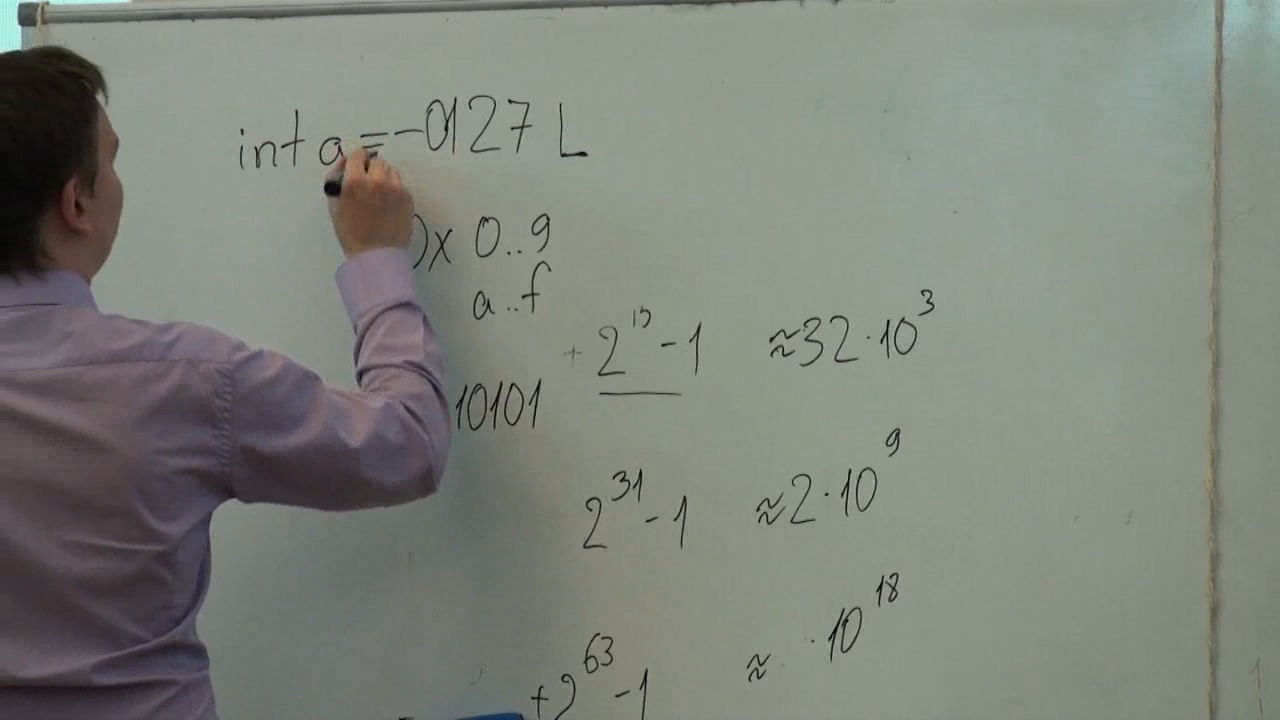 int a = -0127 L
)x 0..9
a..f
+ 2^15 - 1 ≈ 32·10^3
10101
2^31 - 1 ≈ 2·10^9
+2^63 - 1 ≈ ·10^18